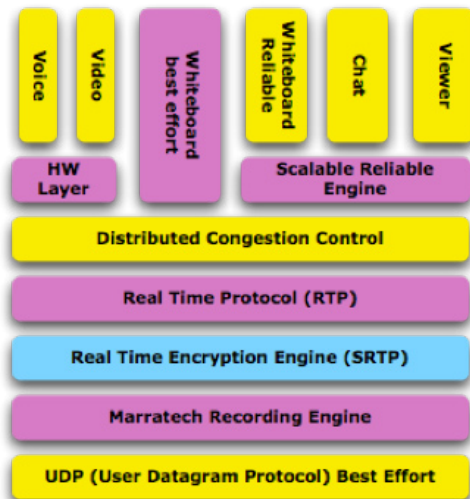 Voice
Video
Whiteboard
best effort
Whiteboard
Reliable
Chat
Viewer
HW
Layer
Scalable Reliable
Engine
Distributed Congestion Control
Real Time Protocol (RTP)
Real Time Encryption Engine (SRTP)
Marratech Recording Engine
UDP (User Datagram Protocol) Best Effort